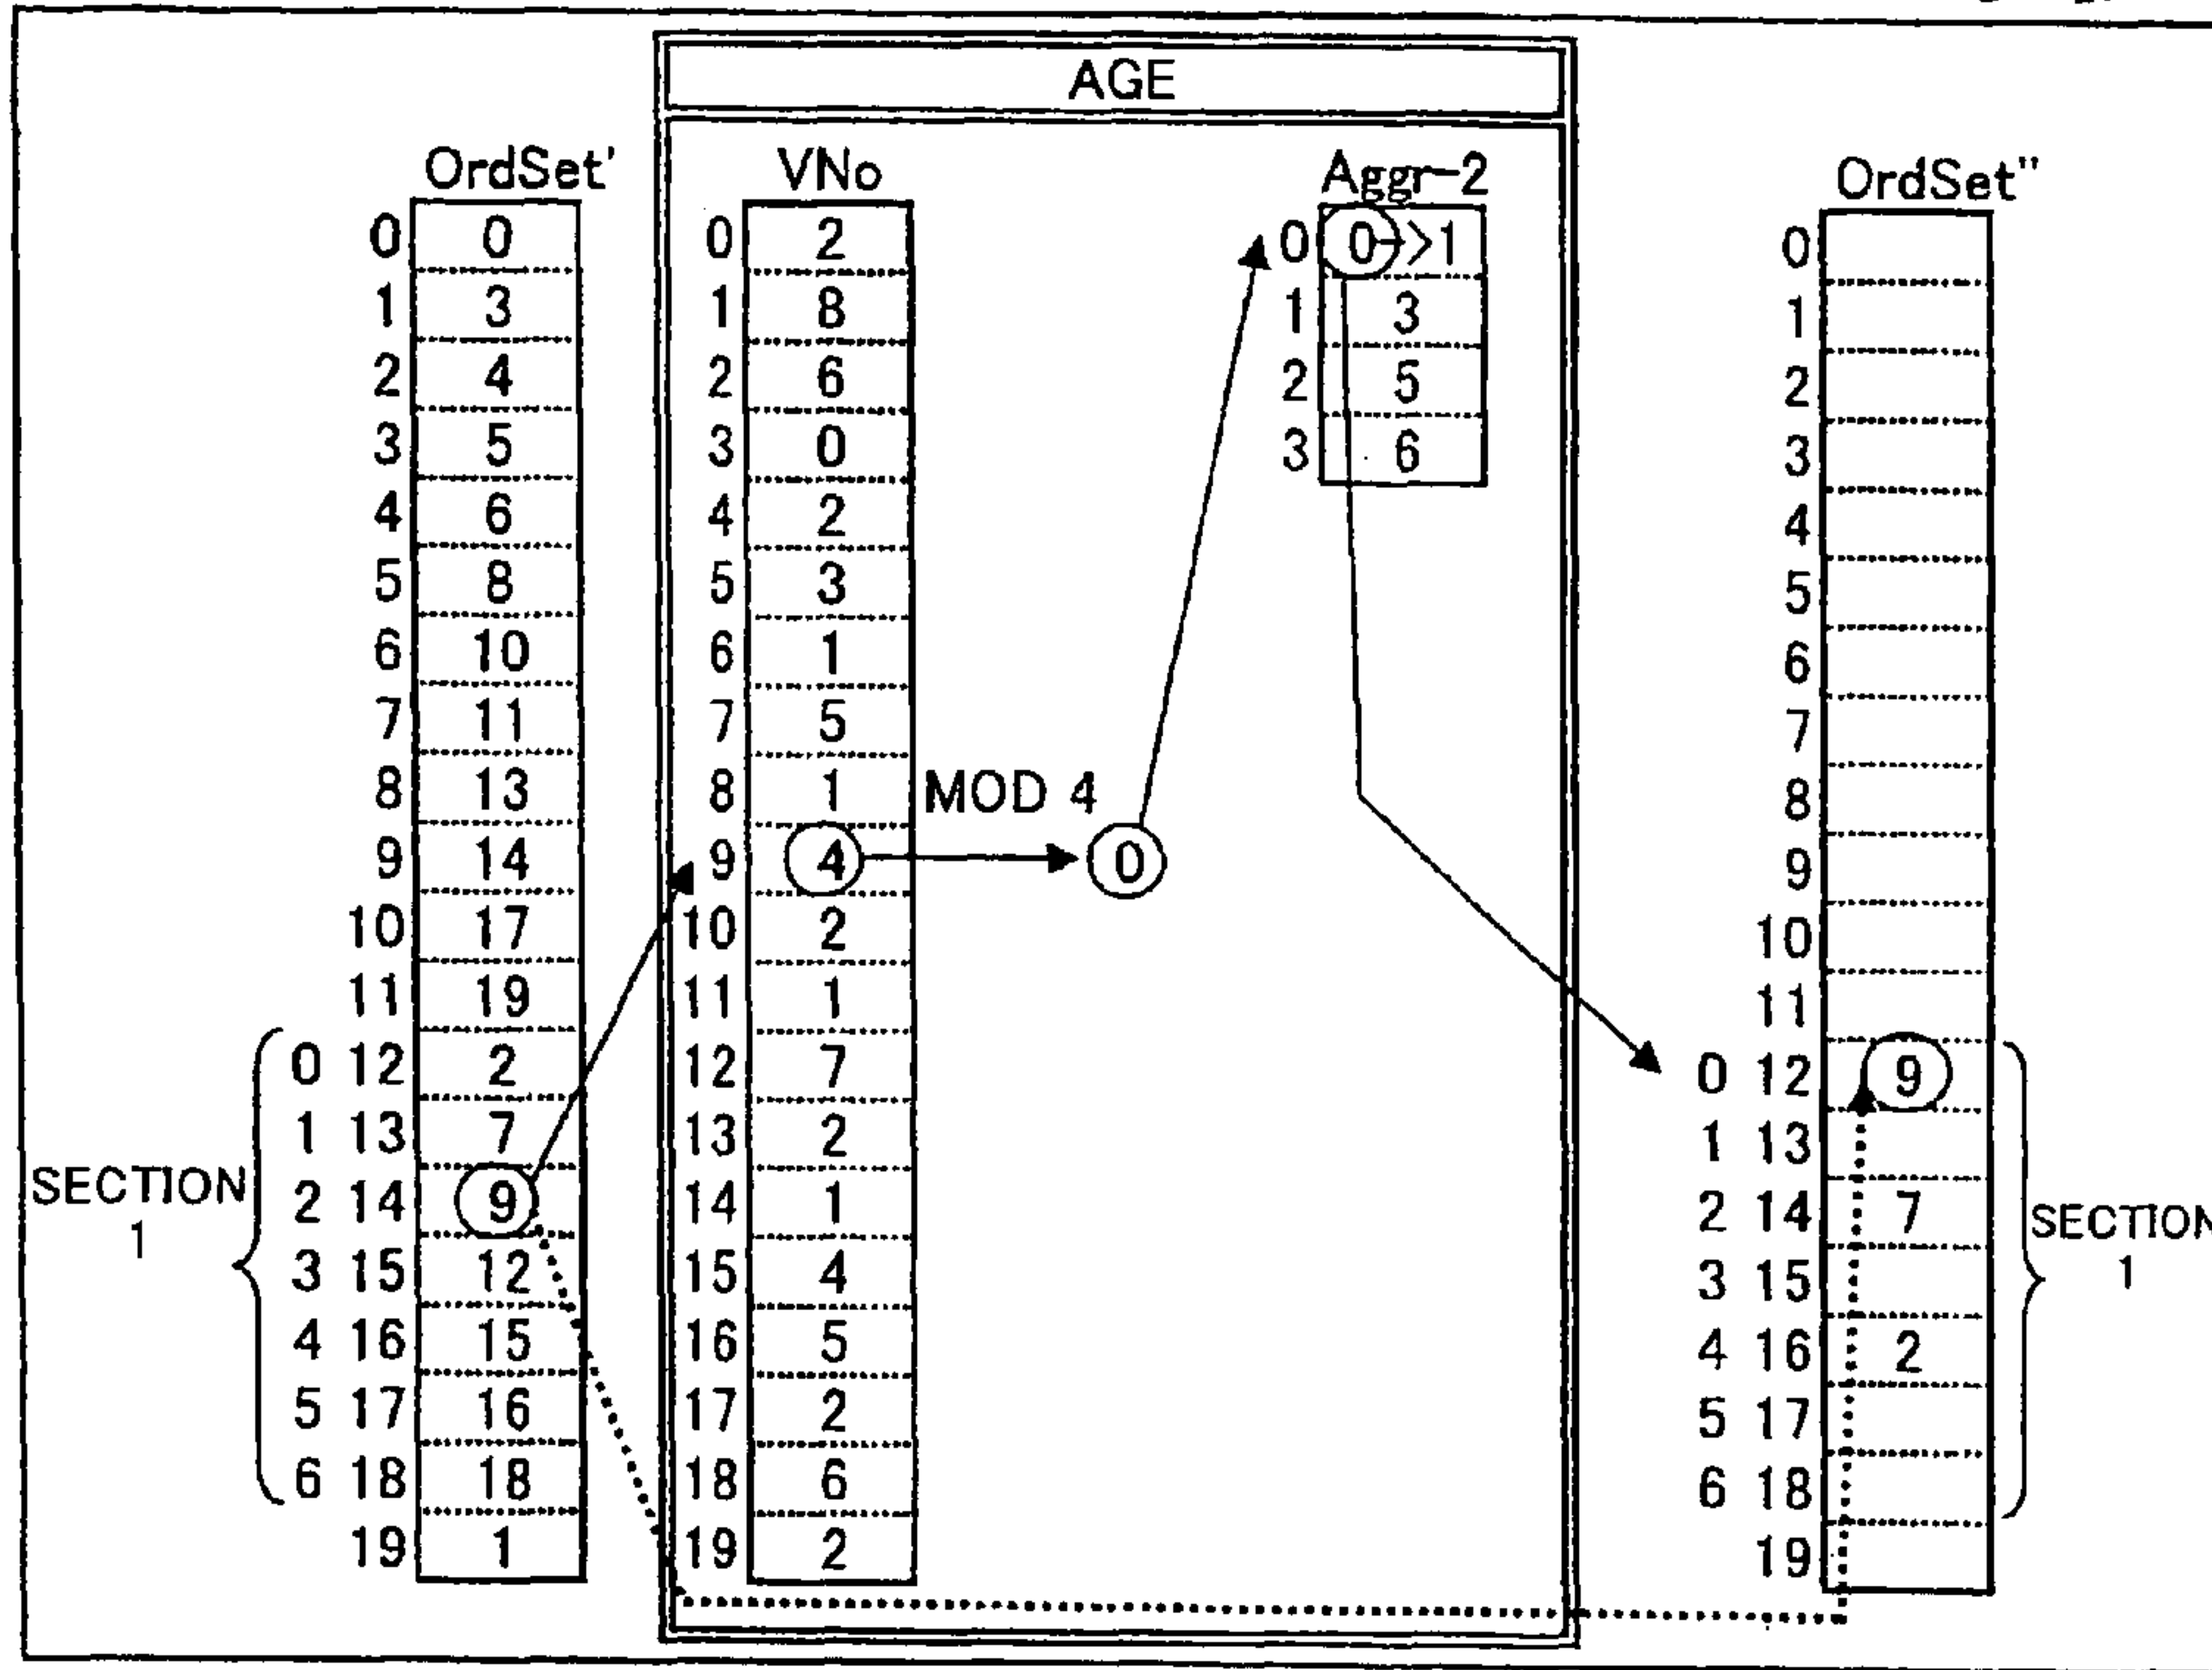 AGE
OrdSet' VNo Aggr-2 OrdSet"
0 0 0 2 0 0->1 0
1 3 1 8 1 3 1
2 4 2 6 2 5 2
3 5 3 0 3 6 3
4 6 4 2 4
5 8 5 3 5
6 10 6 1 6
7 11 7 5 7
8 13 8 1 MOD 4 8
9 14 9 4 0 9
10 17 10 2 10
11 19 11 1 11
0 12 2 12 7 0 12 9
1 13 7 13 2 1 13
SECTION 1 2 14 9 14 1 2 14 7 SECTION 1
3 15 12 15 4 3 15
4 16 15 16 5 4 16 2
5 17 16 17 2 5 17
6 18 18 18 6 6 18
19 1 19 2 19